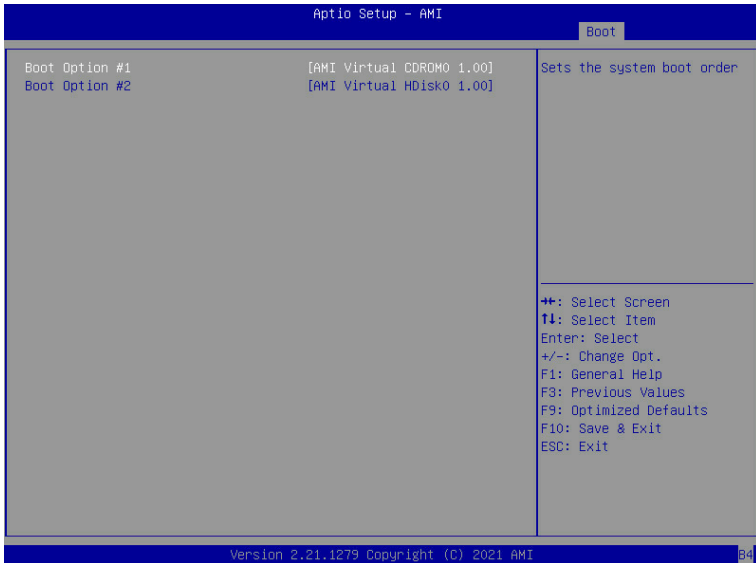 Aptio Setup – AMI
Boot
Boot Option #1 [AMI Virtual CDROM0 1.00]
Boot Option #2 [AMI Virtual HDisk0 1.00]
Sets the system boot order
→←: Select Screen
↑↓: Select Item
Enter: Select
+/-: Change Opt.
F1: General Help
F3: Previous Values
F9: Optimized Defaults
F10: Save & Exit
ESC: Exit
Version 2.21.1279 Copyright (C) 2021 AMI
B4